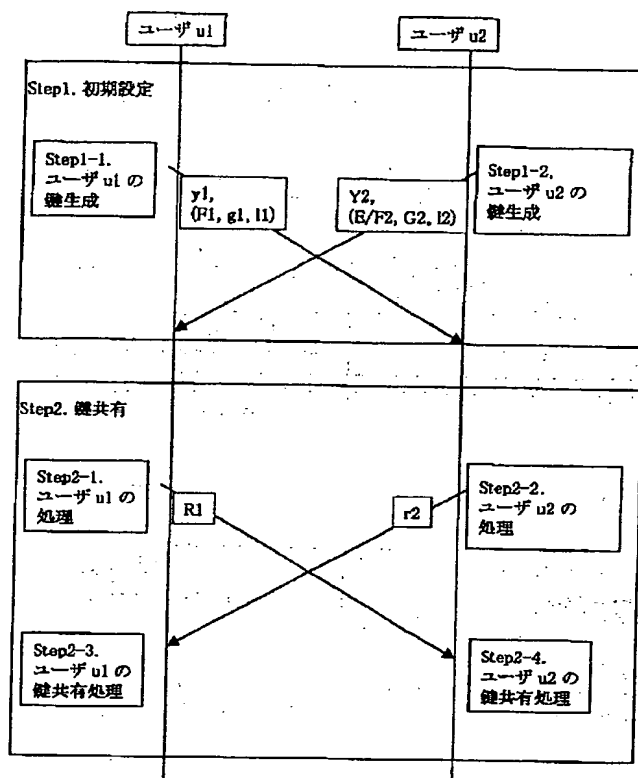 ユーザ u1
ユーザ u2
Step1. 初期設定
Step1-1.
ユーザ u1 の
鍵生成
y1,
(F1, g1, l1)
Y2,
(E/F2, G2. l2)
Step1-2,
ユーザ u2 の
鍵生成
Step2. 鍵共有
Step2-1.
ユーザ u1 の
処理
R1
r2
Step2-2.
ユーザ u2 の
処理
Step2-3.
ユーザ u1 の
鍵共有処理
Step2-4.
ユーザ u2 の
鍵共有処理